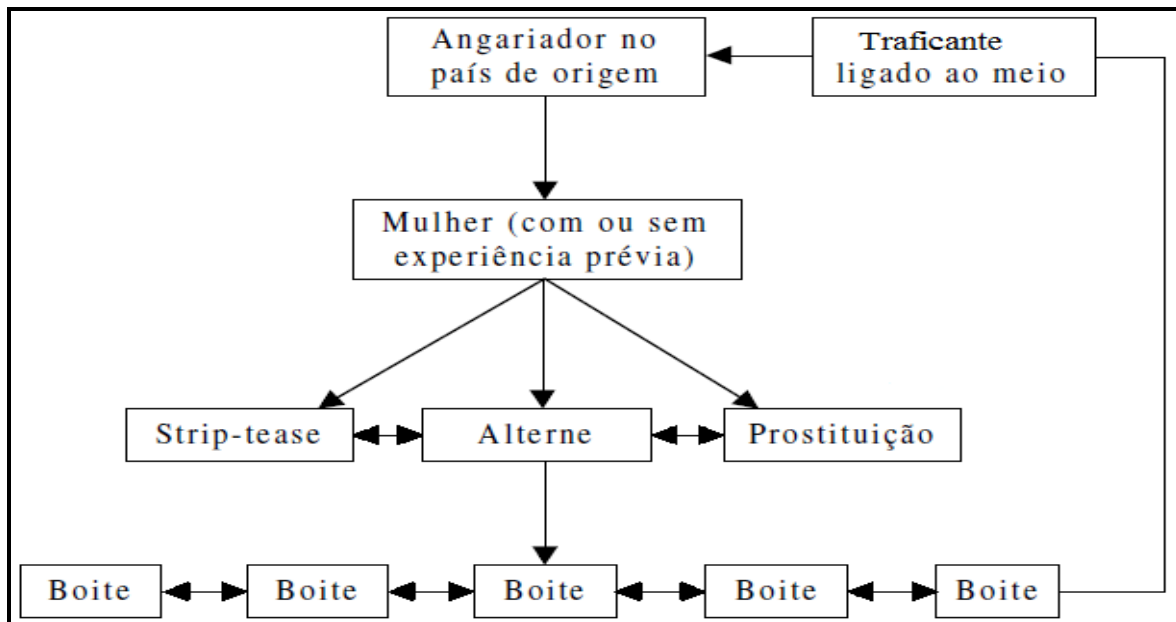 Angariador no
país de origem
Traficante
ligado ao meio
Mulher (com ou sem
experiência prévia)
Strip-tease
Alterne
Prostituição
Boite
Boite
Boite
Boite
Boite